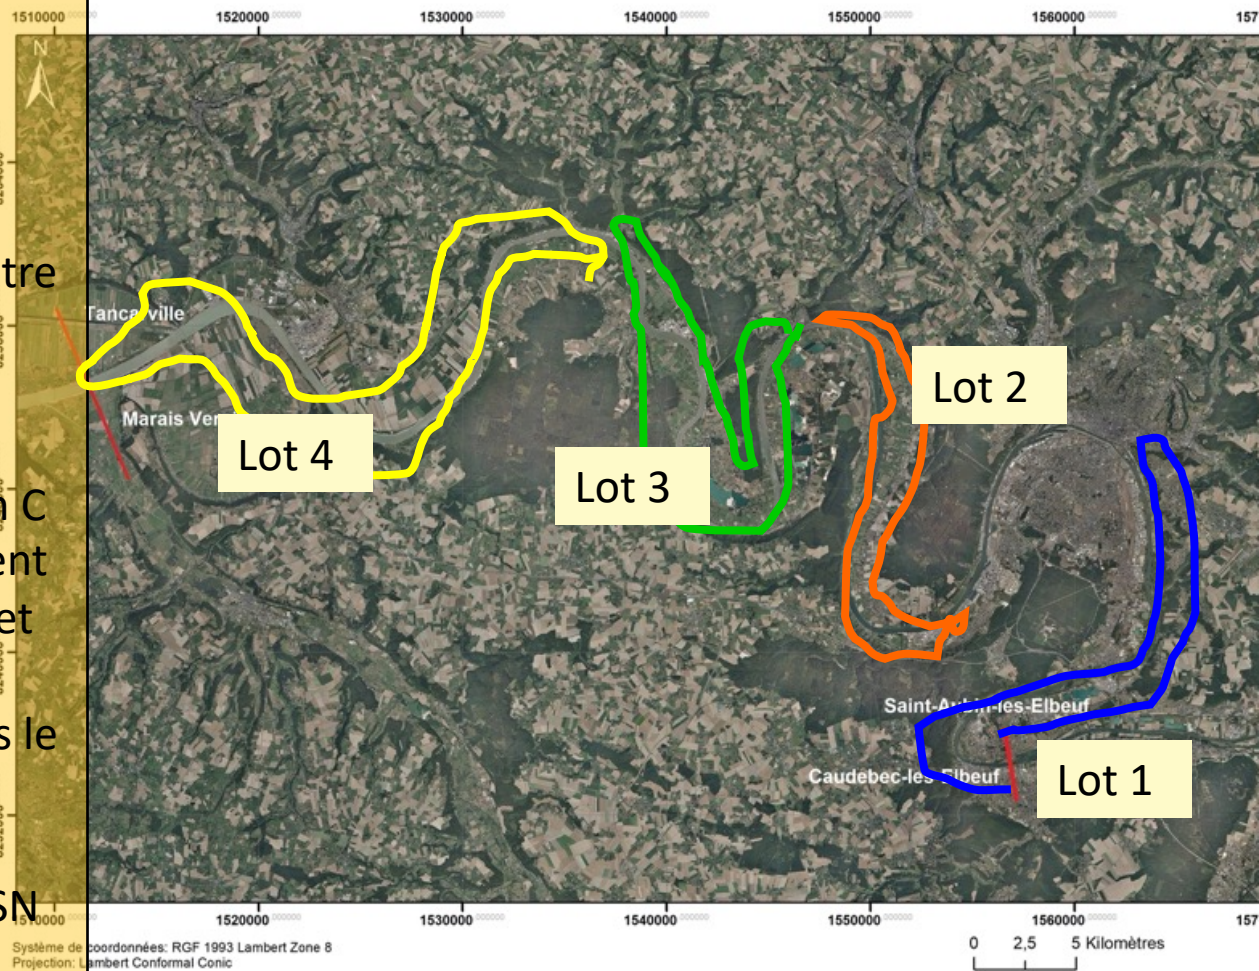 1510000 1520000 1530000 1540000 1550000 1560000 157
N
tre
Tancarville
Lot 2
Marais Ver
Lot 4
Lot 3
n C
ent
et
Saint-Aubin-les-Elbeuf
s le
Caudebec-les-Elbeuf
Lot 1
SN
1510000 1520000 1530000 1540000 1550000 1560000 157
Système de coordonnées: RGF 1993 Lambert Zone 8
Projection: Lambert Conformal Conic
0 2,5 5 Kilomètres